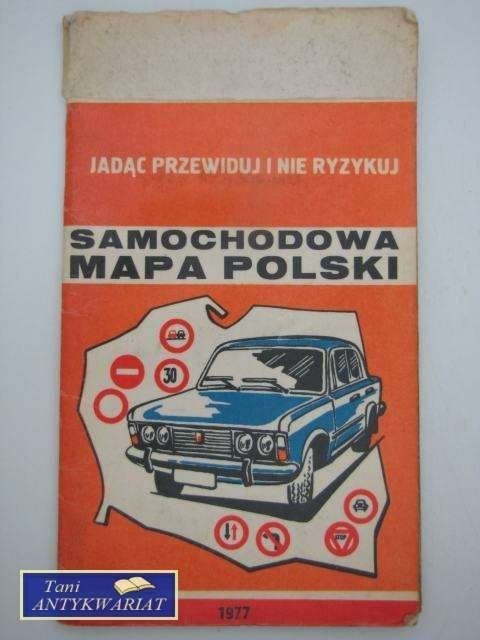 JADĄC PRZEWIDUJ I NIE RYZYKUJ
SAMOCHODOWA
MAPA POLSKI
30
STOP
1977
Tani
ANTYKWARIAT